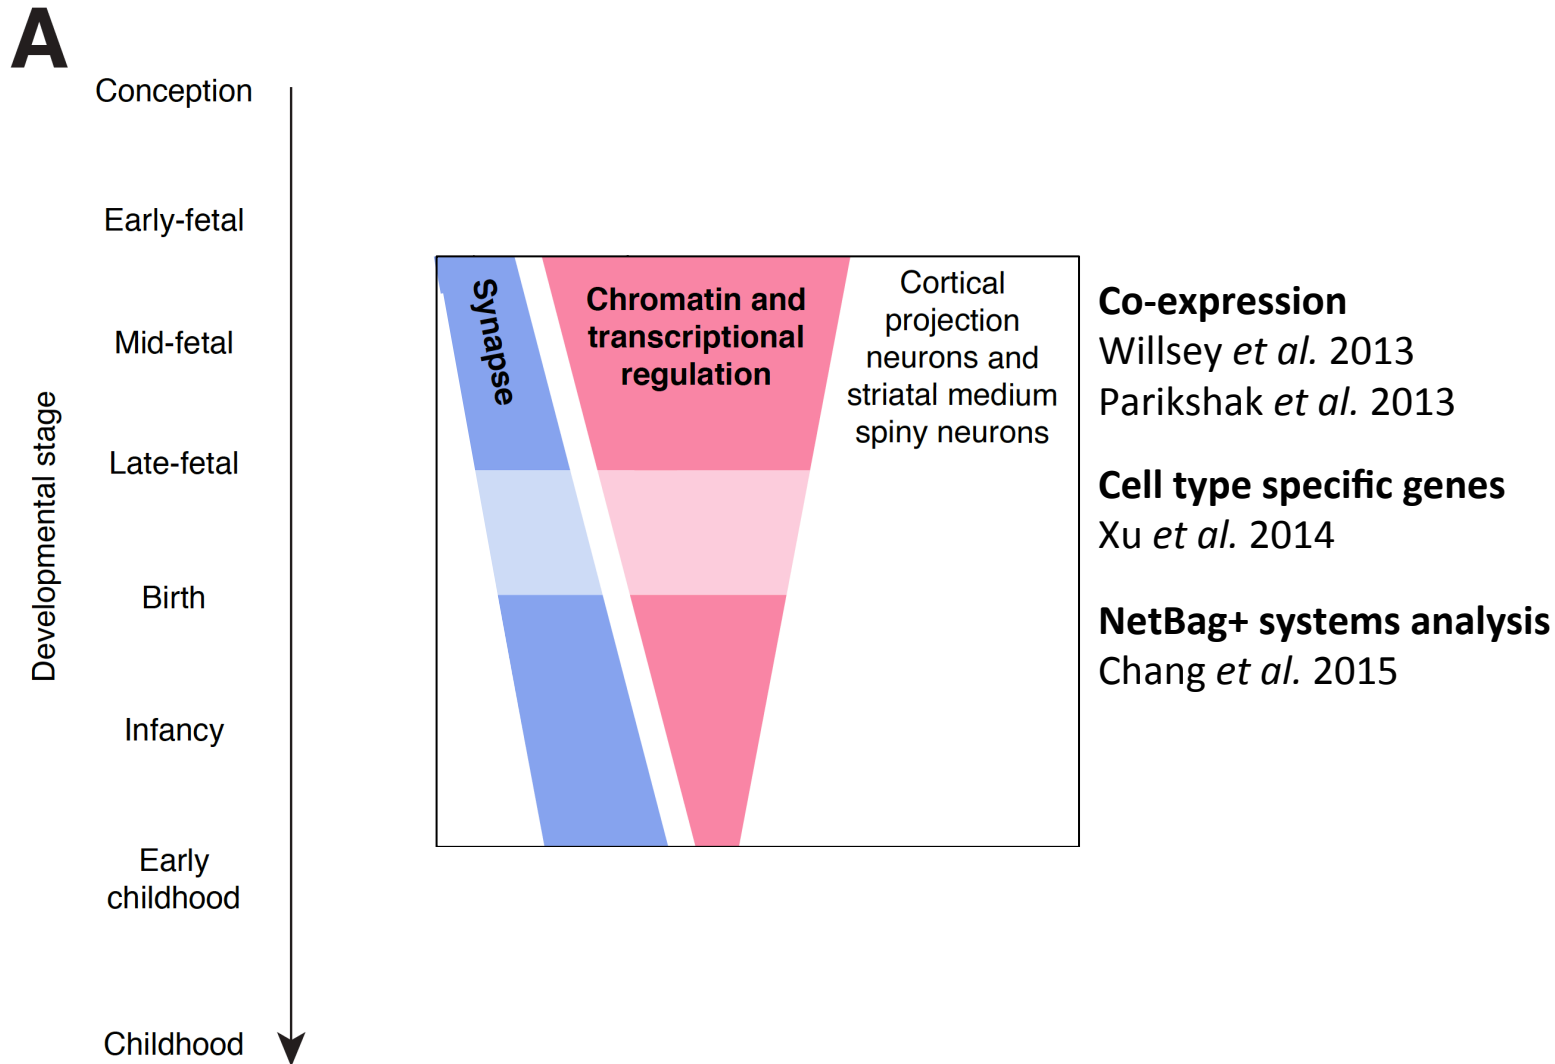 A
Conception
Early-fetal
Mid-fetal
Late-fetal
Birth
Infancy
Early
childhood
Childhood
Developmental stage
Synapse
Chromatin and
transcriptional
regulation
Cortical
projection
neurons and
striatal medium
spiny neurons
Co-expression
Willsey et al. 2013
Parikshak et al. 2013
Cell type specific genes
Xu et al. 2014
NetBag+ systems analysis
Chang et al. 2015